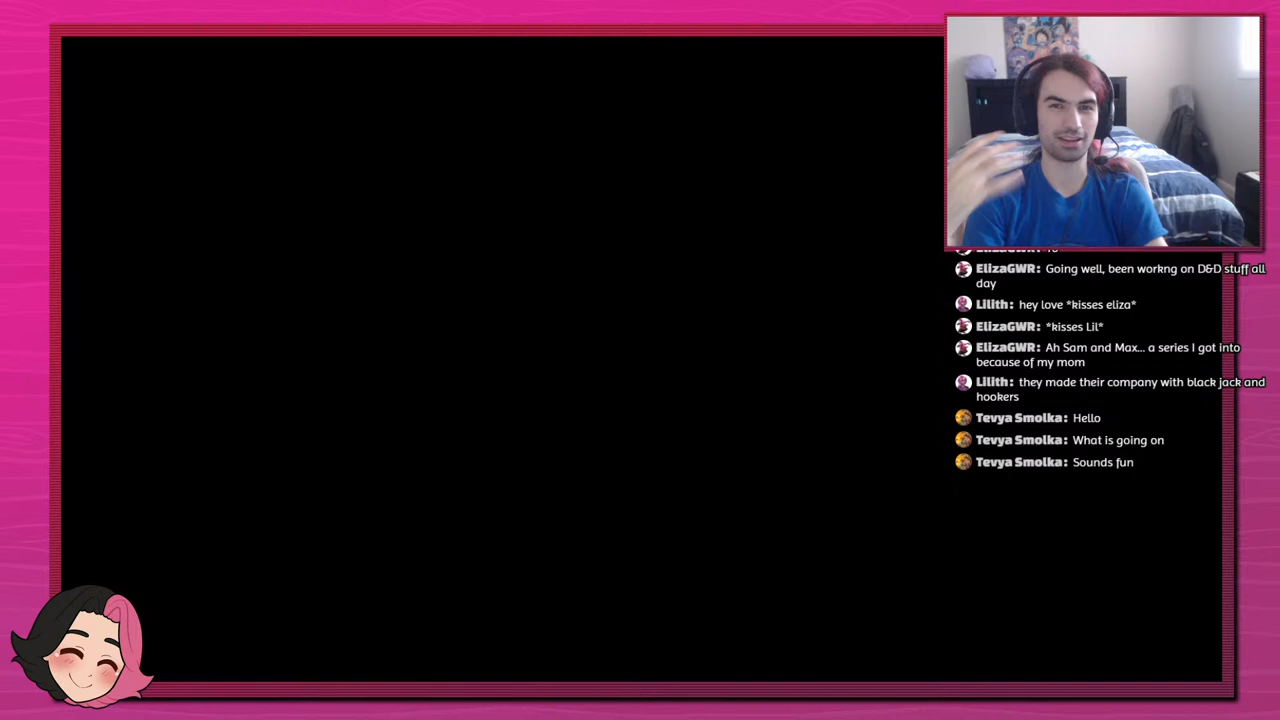 ElizaGWR: Going well, been workng on D&D stuff all
day
Lilith: hey love *kisses eliza*
ElizaGWR: *kisses Lil*
ElizaGWR: Ah Sam and Max... a series I got into
because of my mom
Lilith: they made their company with black jack and
hookers
Tevya Smolka: Hello
Tevya Smolka: What is going on
Tevya Smolka: Sounds fun